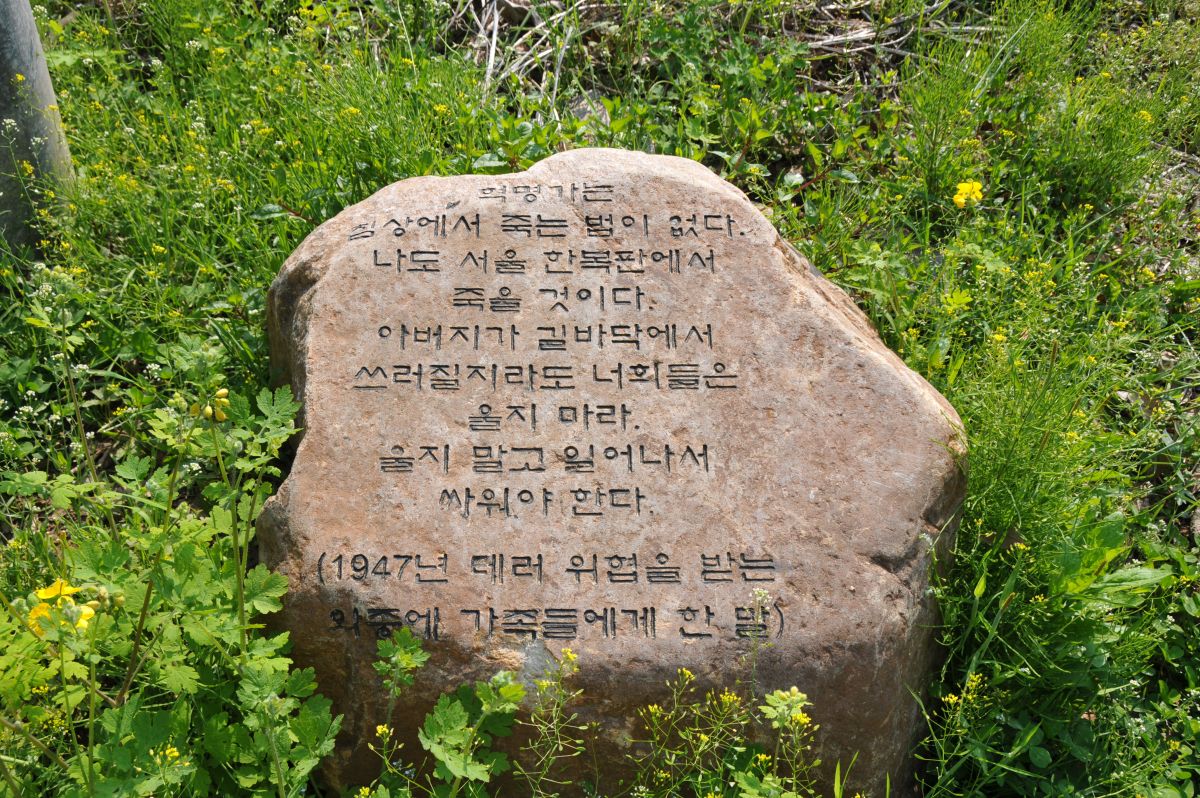 혁명가는
침상에서 죽는 법이 없다.
나도 서울 한복판에서
죽을 것이다.
아버지가 길바닥에서
쓰러질지라도 너희들은
울지 마라.
울지 말고 일어나서
싸워야 한다.
(1947년 테러 위협을 받는
와중에 가족들에게 한 말)